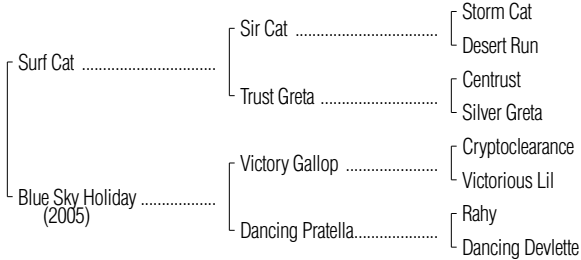 Storm Cat
Sir Cat ..................................
Desert Run
Surf Cat ................................
Centrust
Trust Greta ............................
Silver Greta
Cryptoclearance
Victory Gallop ......................
Victorious Lil
Blue Sky Holiday ..................
(2005)
Rahy
Dancing Pratella....................
Dancing Devlette